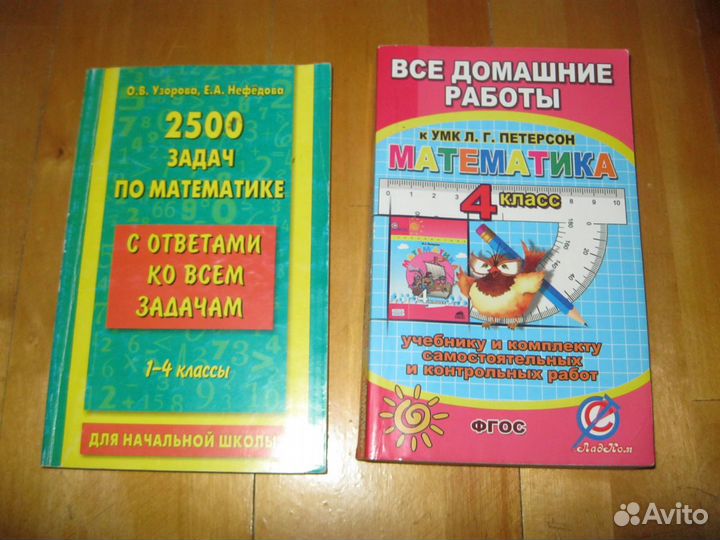 О.В. Узорова, Е.А. Нефёдова
2500
ЗАДАЧ
ПО МАТЕМАТИКЕ
С ОТВЕТАМИ
КО ВСЕМ
ЗАДАЧАМ
1-4 классы
ДЛЯ НАЧАЛЬНОЙ ШКОЛЫ
ВСЕ ДОМАШНИЕ
РАБОТЫ
к УМК Л. Г. ПЕТЕРСОН
МАТЕМАТИКА
4 класс
учебнику и комплекту
самостоятельных
и контрольных работ
ФГОС
ЛадКом
Avito